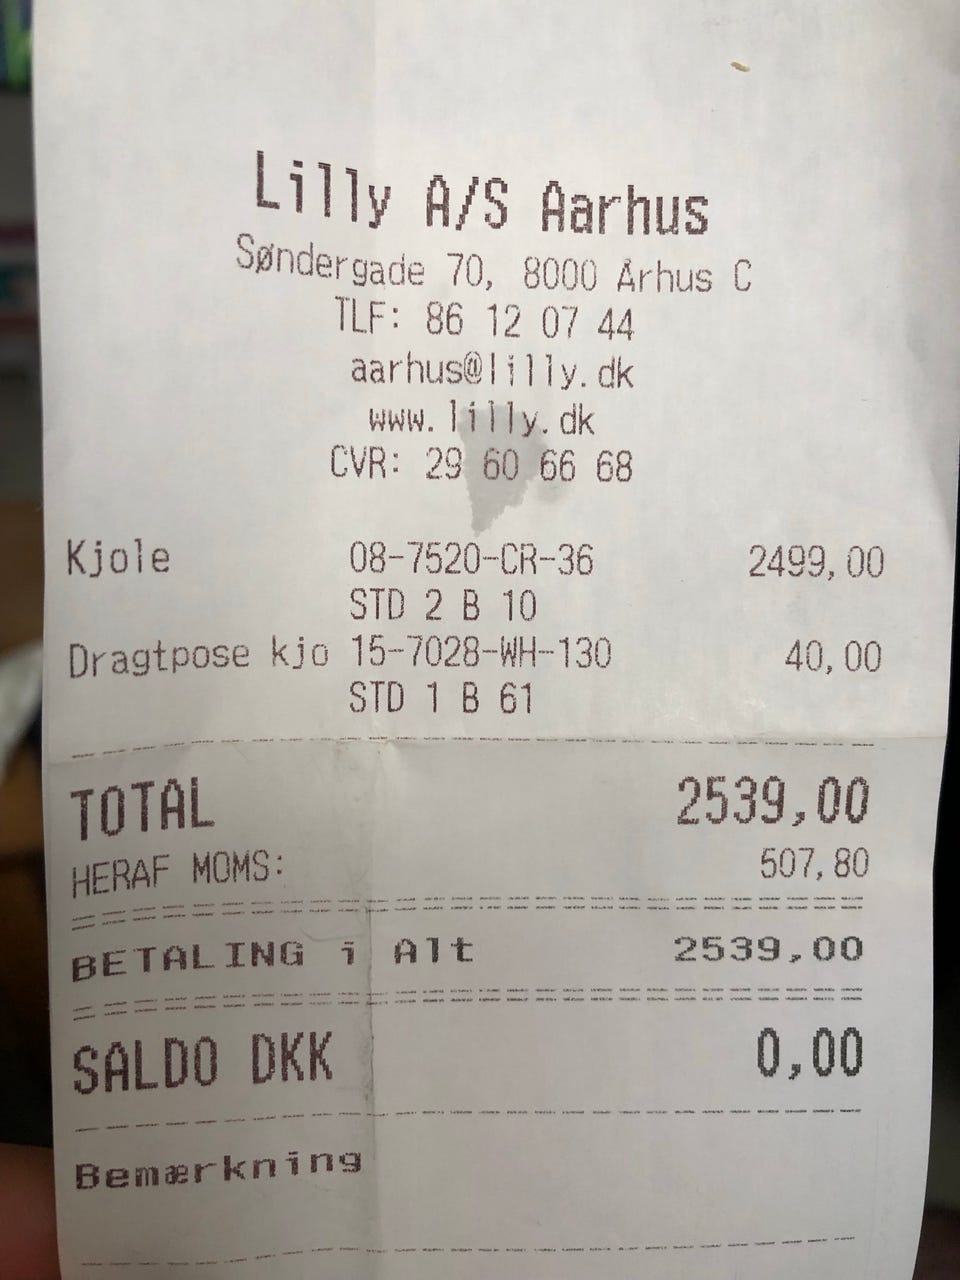 Lilly A/S Aarhus
Søndergade 70, 8000 Århus C
TLF: 86 12 07 44
aarhus@lilly.dk
www.lilly.dk
CVR: 29 60 66 68
Kjole 08-7520-CR-36 2499,00
STD 2 B 10
Dragtpose kjo 15-7028-WH-130 40,00
STD 1 B 61
TOTAL 2539,00
HERAF MOMS: 507,80
BETALING i Alt 2539,00
SALDO DKK 0,00
Bemærkning